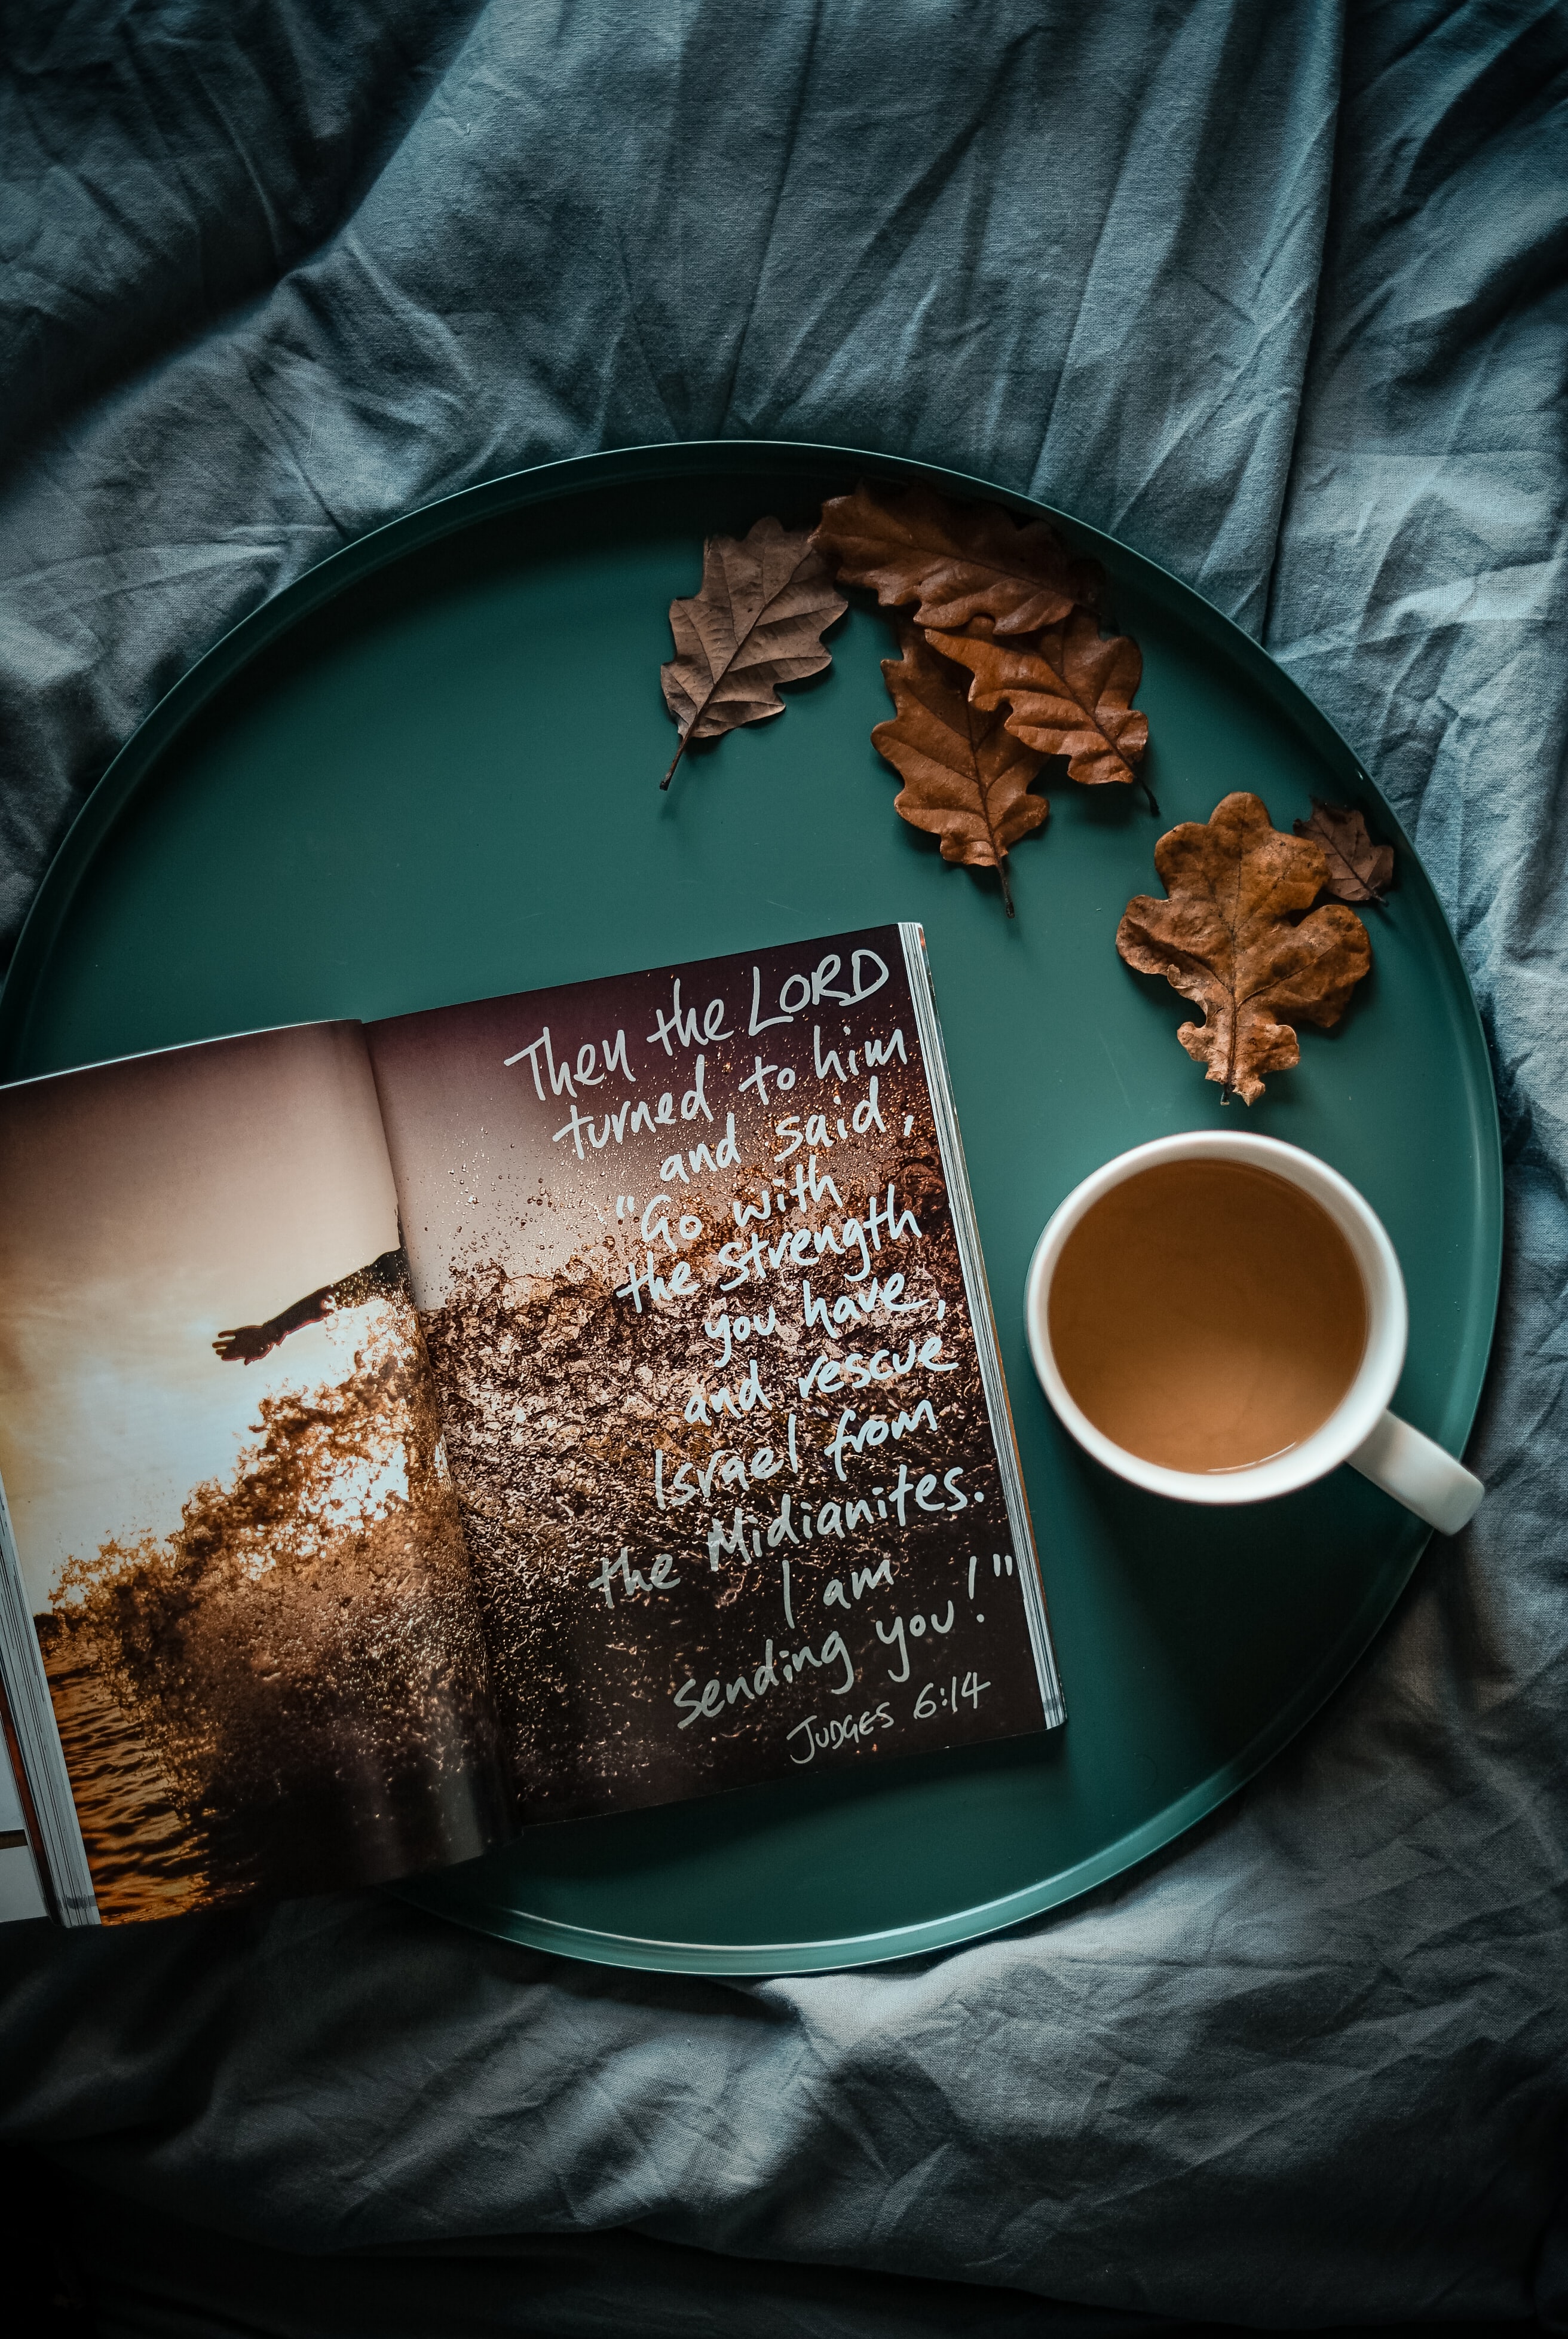 Then the LORD
turned to him
and said,
"Go with
the strength
you have,
and rescue
Israel from
the Midianites.
I am
sending you!"
JUDGES 6:14